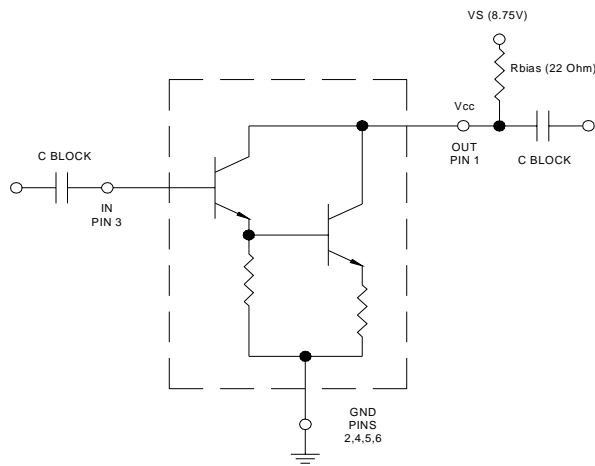 VS (8.75V)
Rbias (22 Ohm)
Vcc
C BLOCK
OUT
PIN 1
C BLOCK
IN
PIN 3
GND
PINS
2,4,5,6